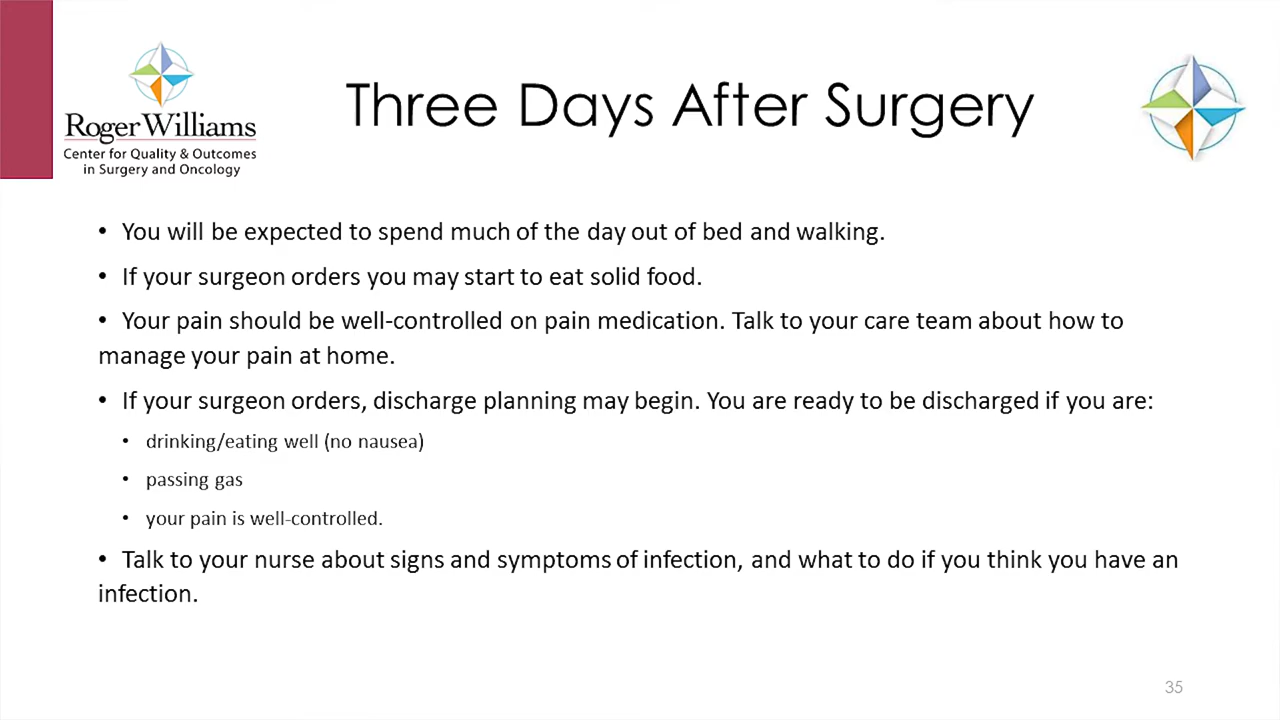 Roger Williams
Center for Quality & Outcomes
in Surgery and Oncology
Three Days After Surgery
• You will be expected to spend much of the day out of bed and walking.
• If your surgeon orders you may start to eat solid food.
• Your pain should be well-controlled on pain medication. Talk to your care team about how to
manage your pain at home.
• If your surgeon orders, discharge planning may begin. You are ready to be discharged if you are:
• drinking/eating well (no nausea)
• passing gas
• your pain is well-controlled.
• Talk to your nurse about signs and symptoms of infection, and what to do if you think you have an
infection.
35